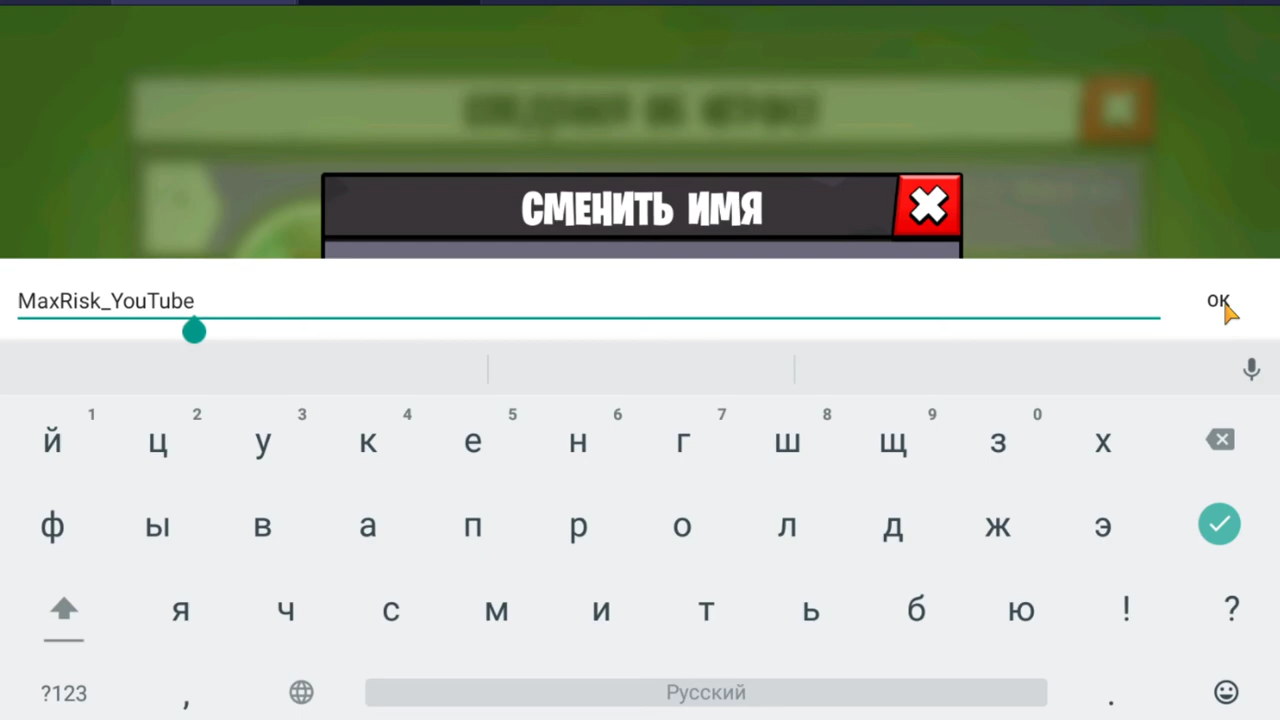 СМЕНИТЬ ИМЯ
MaxRisk_YouTube
ОК
1 2 3 4 5 6 7 8 9 0
й ц у к е н г ш щ з х
ф ы в а п р о л д ж э
я ч с м и т ь б ю ! ?
?123 , Русский .